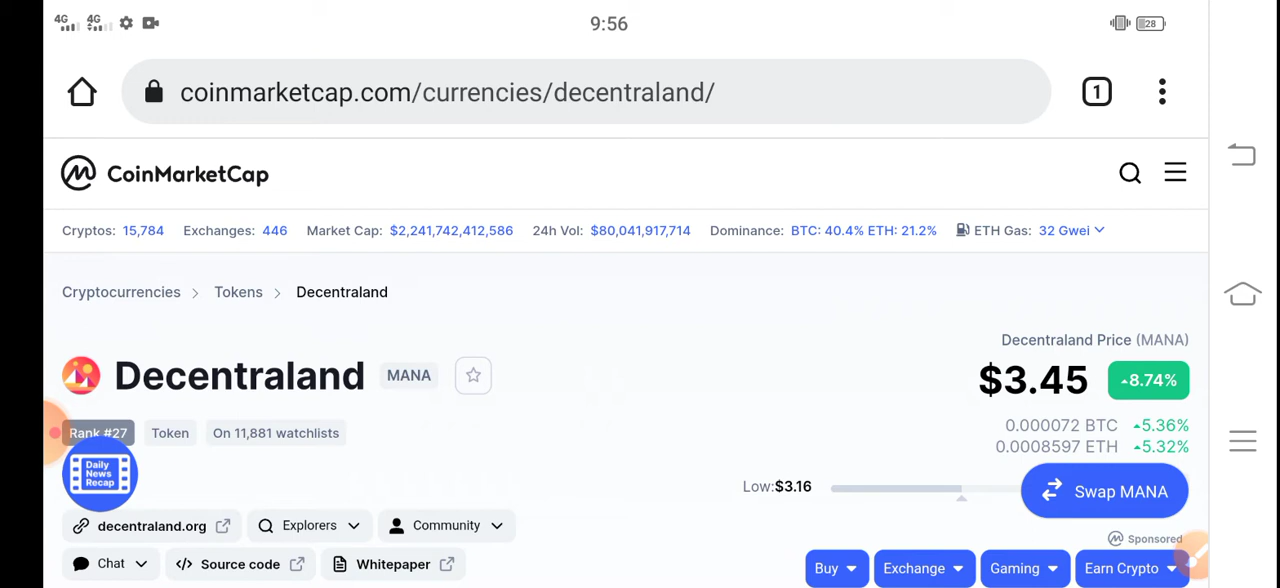 4G 4G 9:56 28
coinmarketcap.com/currencies/decentraland/ 1
CoinMarketCap
Cryptos: 15,784 Exchanges: 446 Market Cap: $2,241,742,412,586 24h Vol: $80,041,917,714 Dominance: BTC: 40.4% ETH: 21.2% ETH Gas: 32 Gwei
Cryptocurrencies > Tokens > Decentraland
Decentraland Price (MANA)
Decentraland MANA $3.45 8.74%
0.000072 BTC 5.36%
Rank #27 Token On 11,881 watchlists
0.0008597 ETH 5.32%
Daily
News
Recap
Low:$3.16 Swap MANA
decentraland.org Explorers Community
Sponsored
Chat Source code Whitepaper Buy Exchange Gaming Earn Crypto